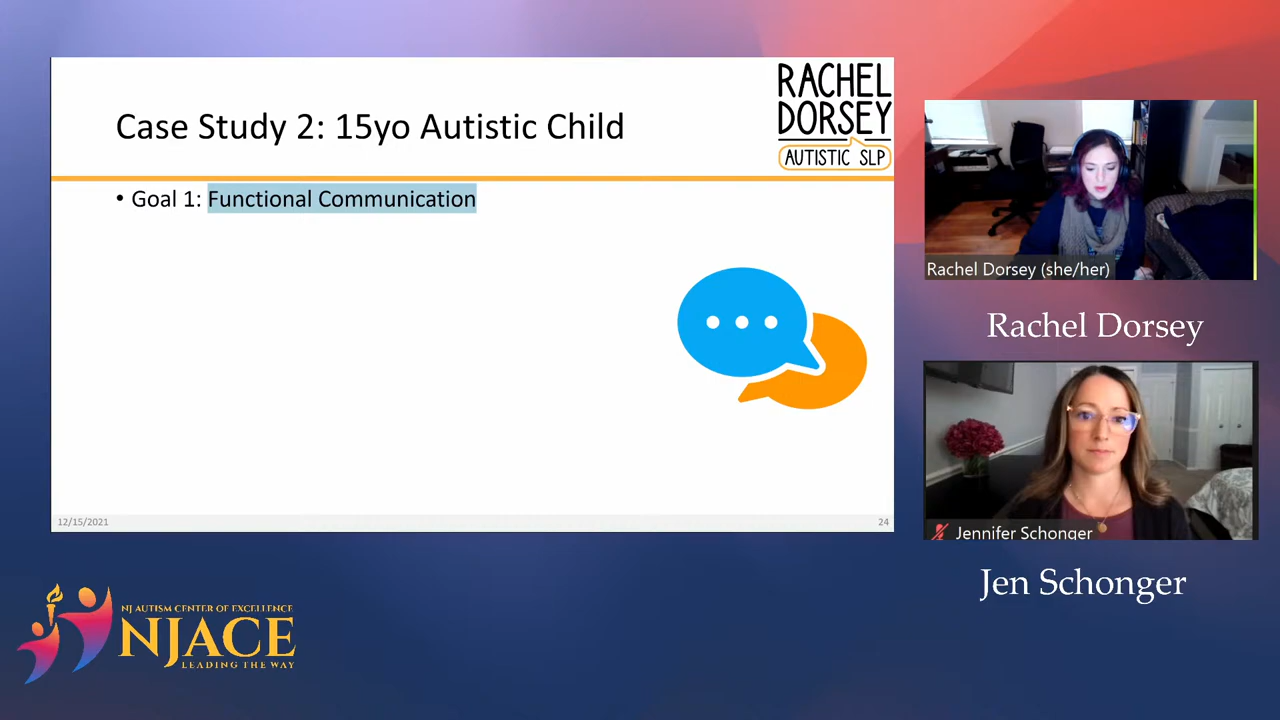 RACHEL
DORSEY
AUTISTIC SLP
Case Study 2: 15yo Autistic Child
• Goal 1: Functional Communication
12/15/2021
24
Rachel Dorsey (she/her)
Rachel Dorsey
Jennifer Schonger
Jen Schonger
NJ AUTISM CENTER OF EXCELLENCE
NJACE
LEADING THE WAY